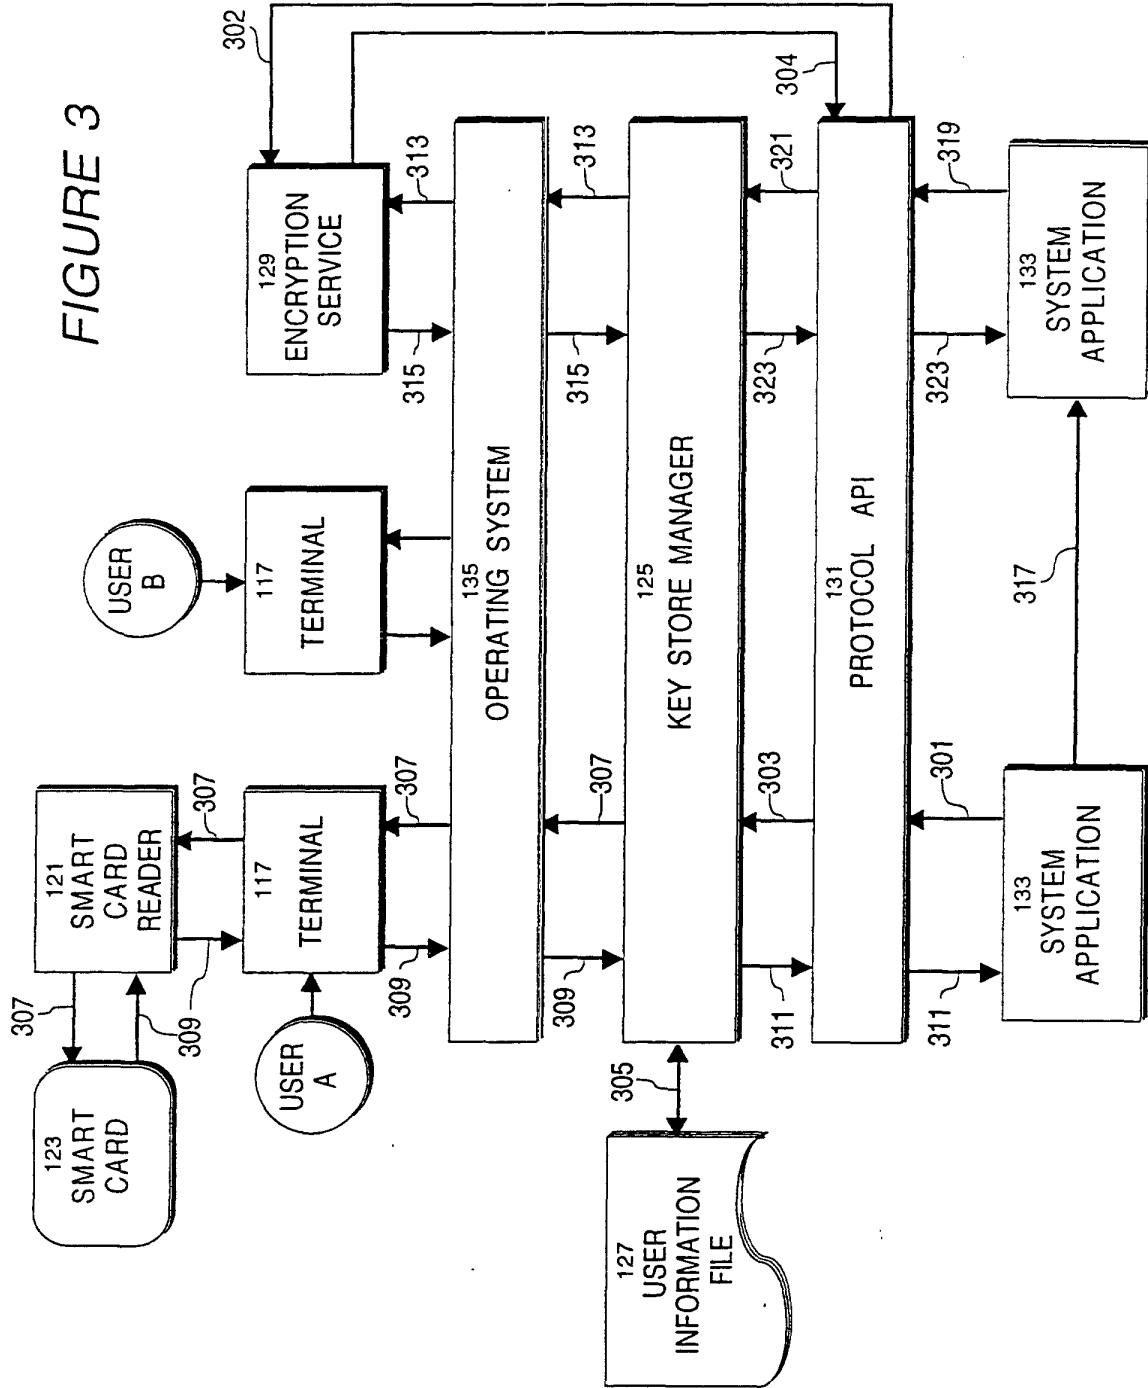 FIGURE 3
302
304
129
ENCRYPTION
SERVICE
313
315
USER
B
117
TERMINAL
121
SMART
CARD
READER
307
309
307
309
123
SMART
CARD
117
TERMINAL
USER
A
307
309
135
OPERATING SYSTEM
313
315
307
309
125
KEY STORE MANAGER
305
127
USER
INFORMATION
FILE
321
323
303
311
131
PROTOCOL API
319
323
301
311
133
SYSTEM
APPLICATION
317
133
SYSTEM
APPLICATION